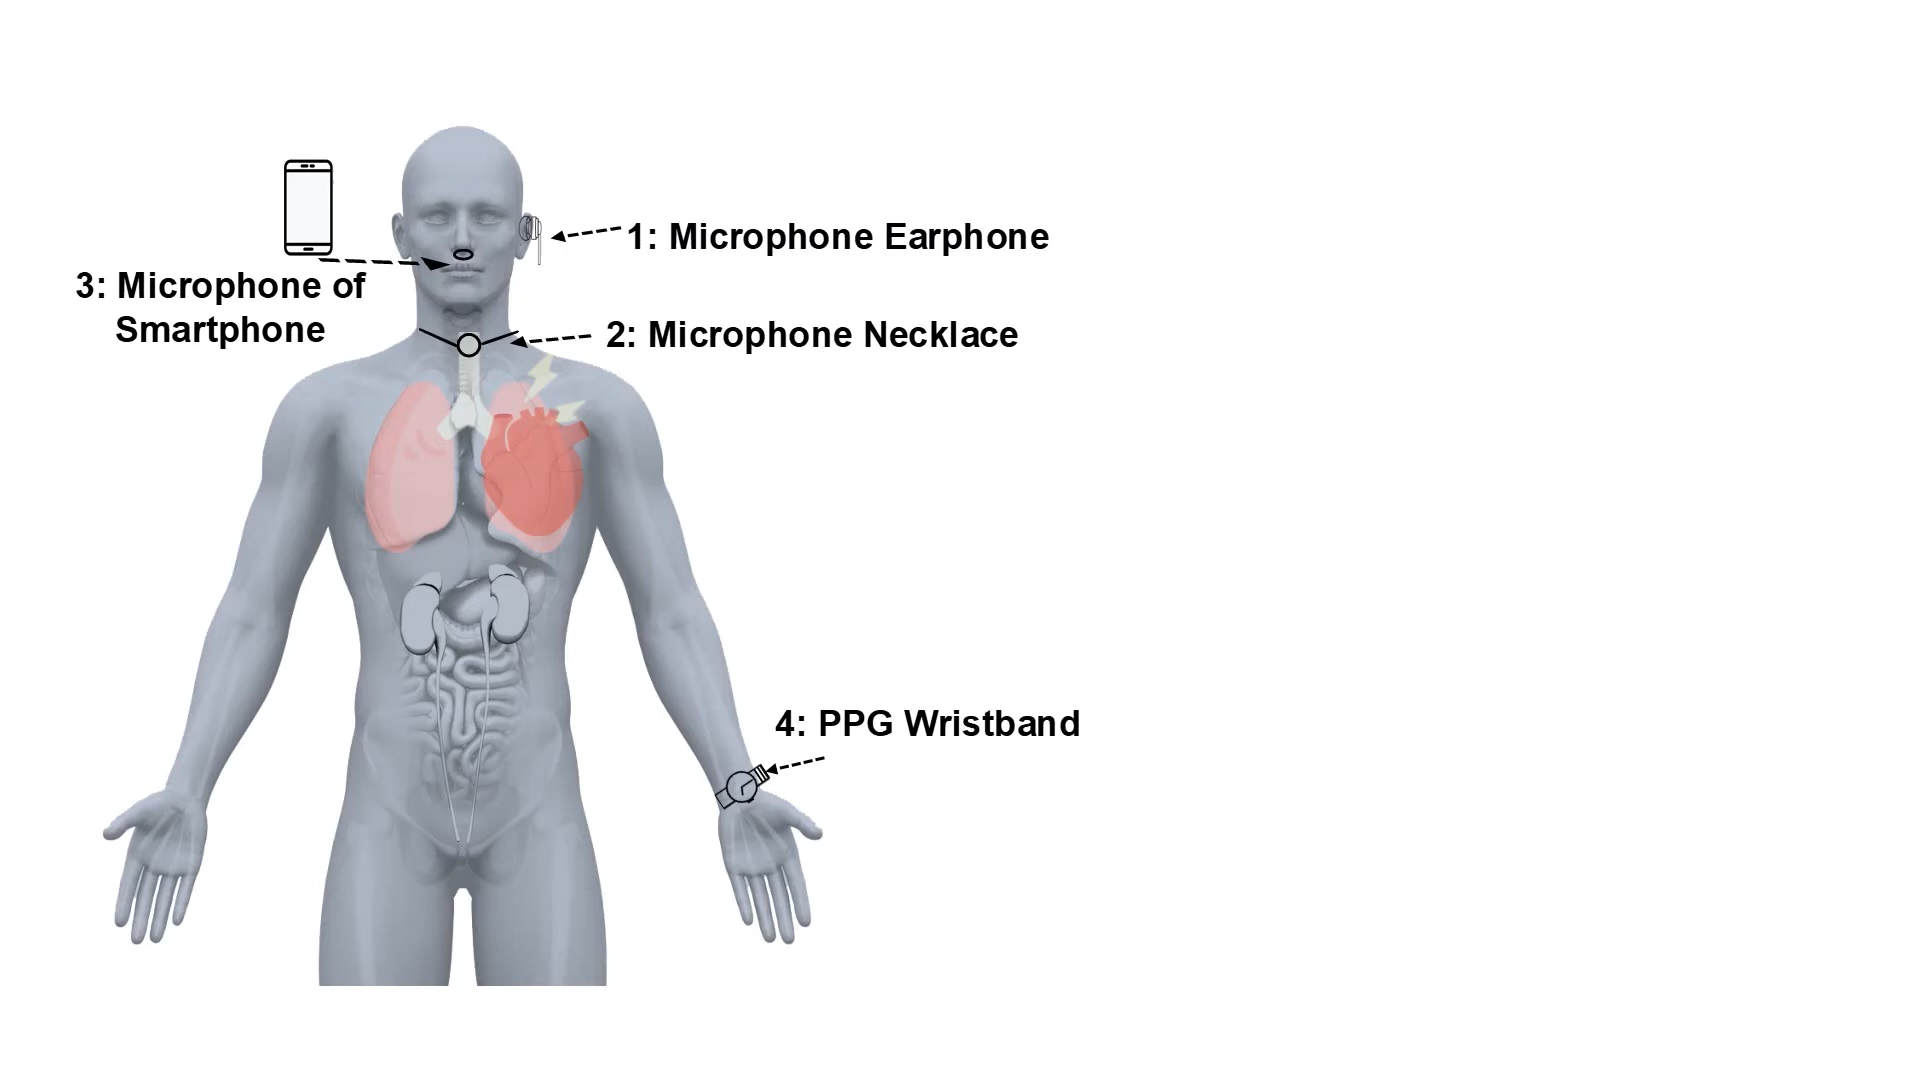 1: Microphone Earphone
3: Microphone of
Smartphone
2: Microphone Necklace
4: PPG Wristband